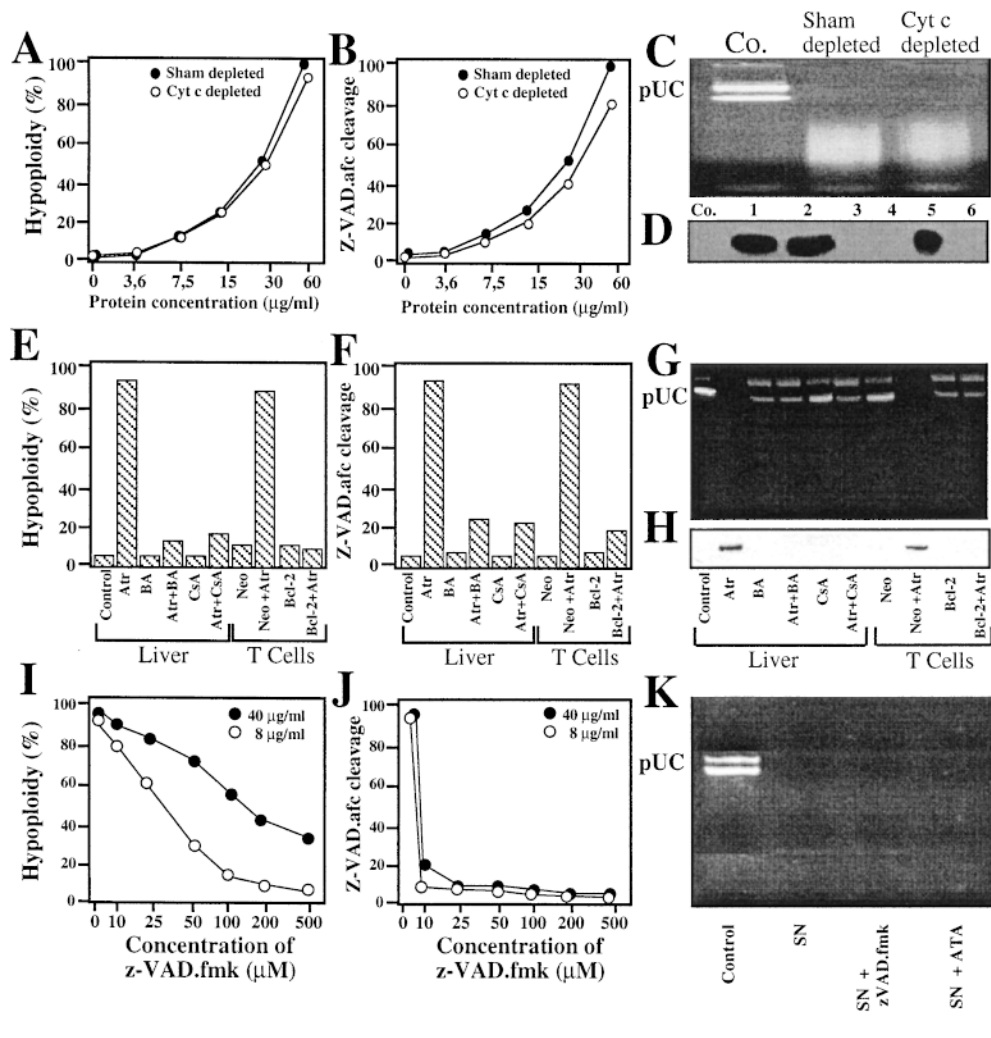 A
Hypoploidy (%)
100
80
60
40
20
0
Sham depleted
Cyt c depleted
0 3,6 7,5 15 30 60
Protein concentration (μg/ml)
B
Z-VAD.afc cleavage
100
80
60
40
20
0
Sham depleted
Cyt c depleted
0 3,6 7,5 15 30 60
Protein concentration (μg/ml)
C
Co.
Sham
depleted
Cyt c
depleted
pUC
D
Co. 1 2 3 4 5 6
E
Hypoploidy (%)
100
80
60
40
20
0
Control
Atr
BA
Atr+BA
CsA
Atr+CsA
Neo
Neo +Atr
Bcl-2
Bcl-2+Atr
Liver T Cells
F
Z-VAD.afc cleavage
100
80
60
40
20
0
Control
Atr
BA
Atr+BA
CsA
Atr+CsA
Neo
Neo +Atr
Bcl-2
Bcl-2+Atr
Liver T Cells
G
pUC
H
Control
Atr
BA
Atr+BA
CsA
Atr+CsA
Neo
Neo +Atr
Bcl-2
Bcl-2+Atr
Liver T Cells
I
Hypoploidy (%)
100
80
60
40
20
0
40 μg/ml
8 μg/ml
0 10 25 50 100 200 500
Concentration of
z-VAD.fmk (μM)
J
Z-VAD.afc cleavage
100
80
60
40
20
0
40 μg/ml
8 μg/ml
0 10 25 50 100 200 500
Concentration of
z-VAD.fmk (μM)
K
pUC
Control
SN
SN +
zVAD.fmk
SN + ATA